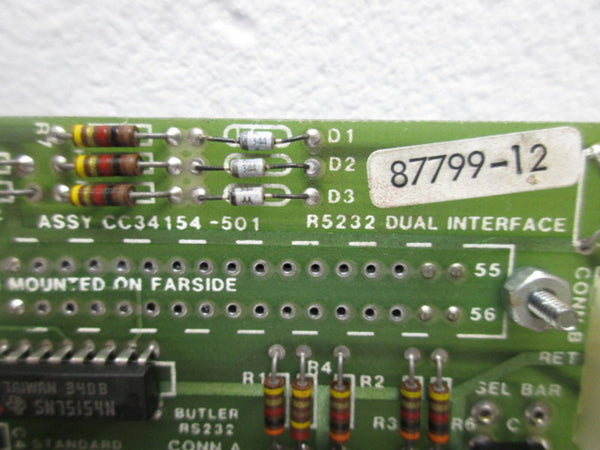 D1
D2
D3
87799-12
ASSY CC34154-501 R5232 DUAL INTERFACE
55
MOUNTED ON FARSIDE
56
CONN B
RET
R1
R4
R2
SEL BAR
TAIWAN 340B
SN75154N
BUTLER
RS232
CONN A
R3
R6
C
& STANDARD